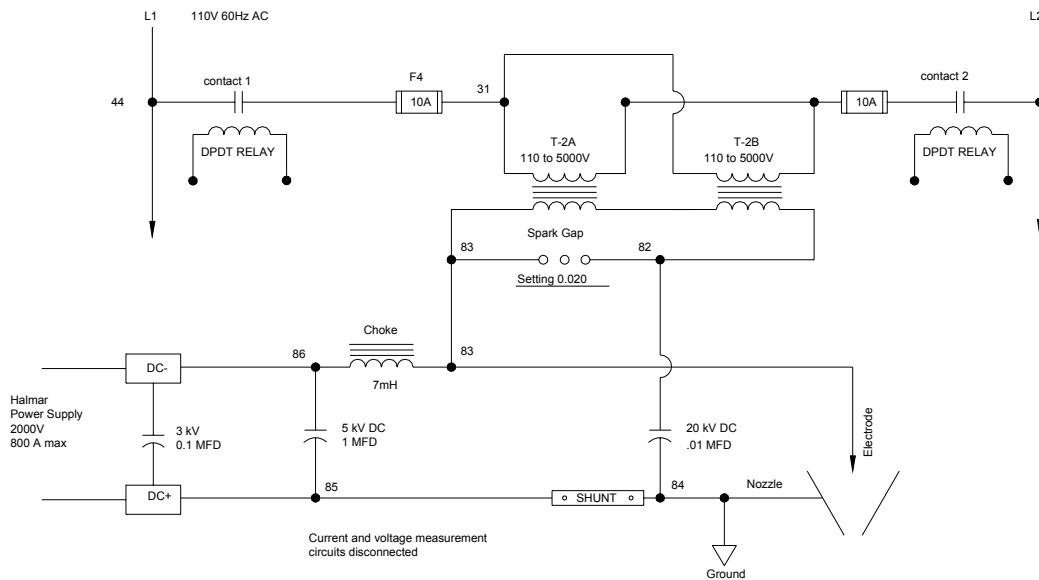 L1
110V 60Hz AC
L2
contact 1
F4
31
contact 2
44
10A
10A
DPDT RELAY
T-2A
110 to 5000V
T-2B
110 to 5000V
DPDT RELAY
Spark Gap
83
82
Setting 0.020
Choke
86
83
DC-
7mH
Halmar
Power Supply
2000V
800 A max
3 kV
0.1 MFD
5 kV DC
1 MFD
20 kV DC
.01 MFD
Electrode
DC+
85
SHUNT
84
Nozzle
Current and voltage measurement
circuits disconnected
Ground